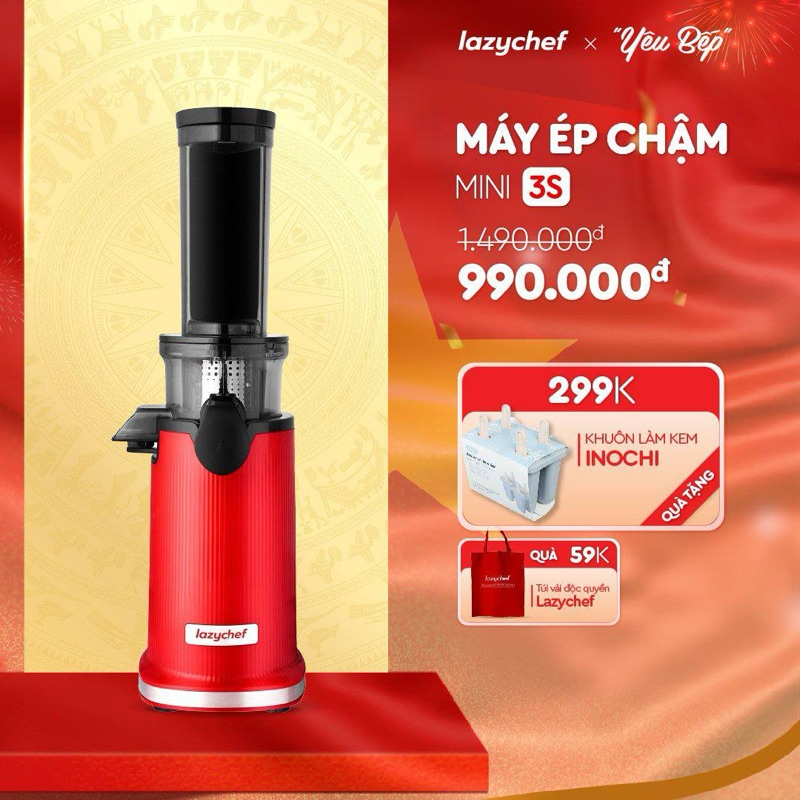 lazychef x "Yêu Bếp"
MÁY ÉP CHẬM
MINI 3S
1.490.000đ
990.000đ
299K
KHUÔN LÀM KEM
INOCHI
QUÀ TẶNG
QUÀ 59K
lazychef
Túi vải độc quyền
Lazychef
lazychef